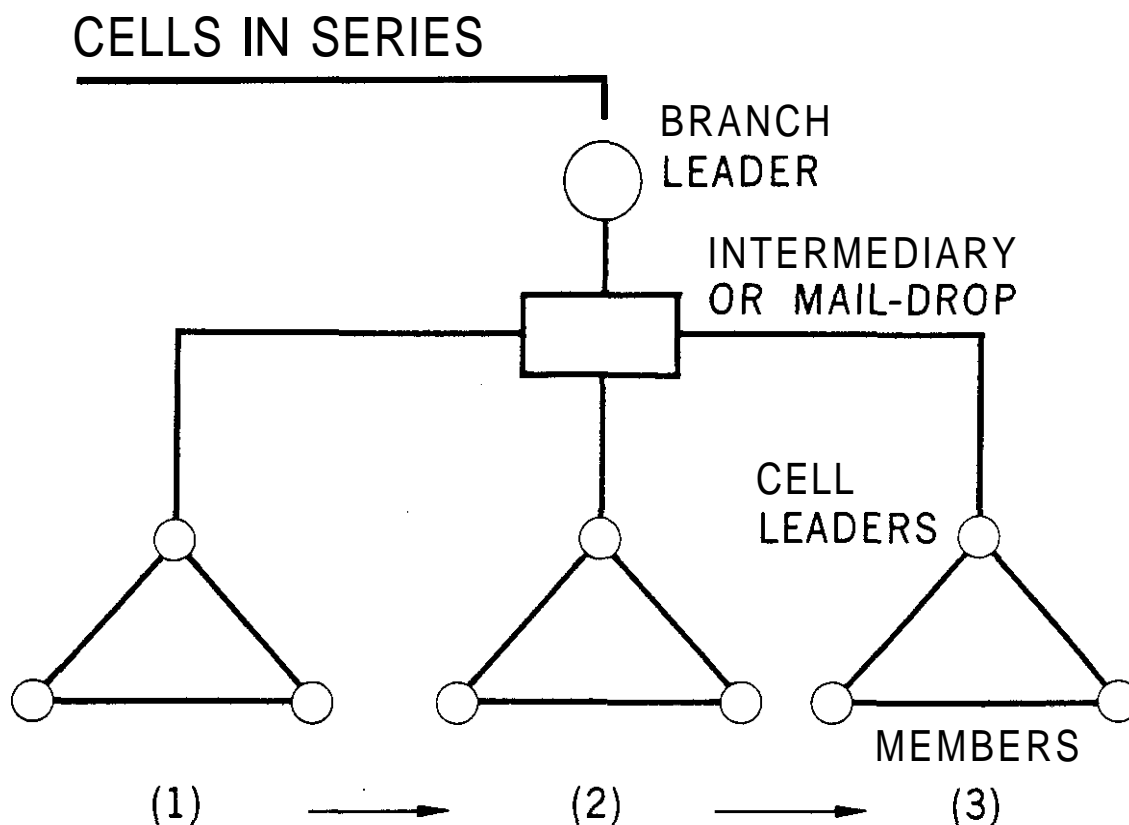 CELLS IN SERIES
BRANCH
LEADER
INTERMEDIARY
OR MAIL-DROP
CELL
LEADERS
MEMBERS
(1) (2) (3)